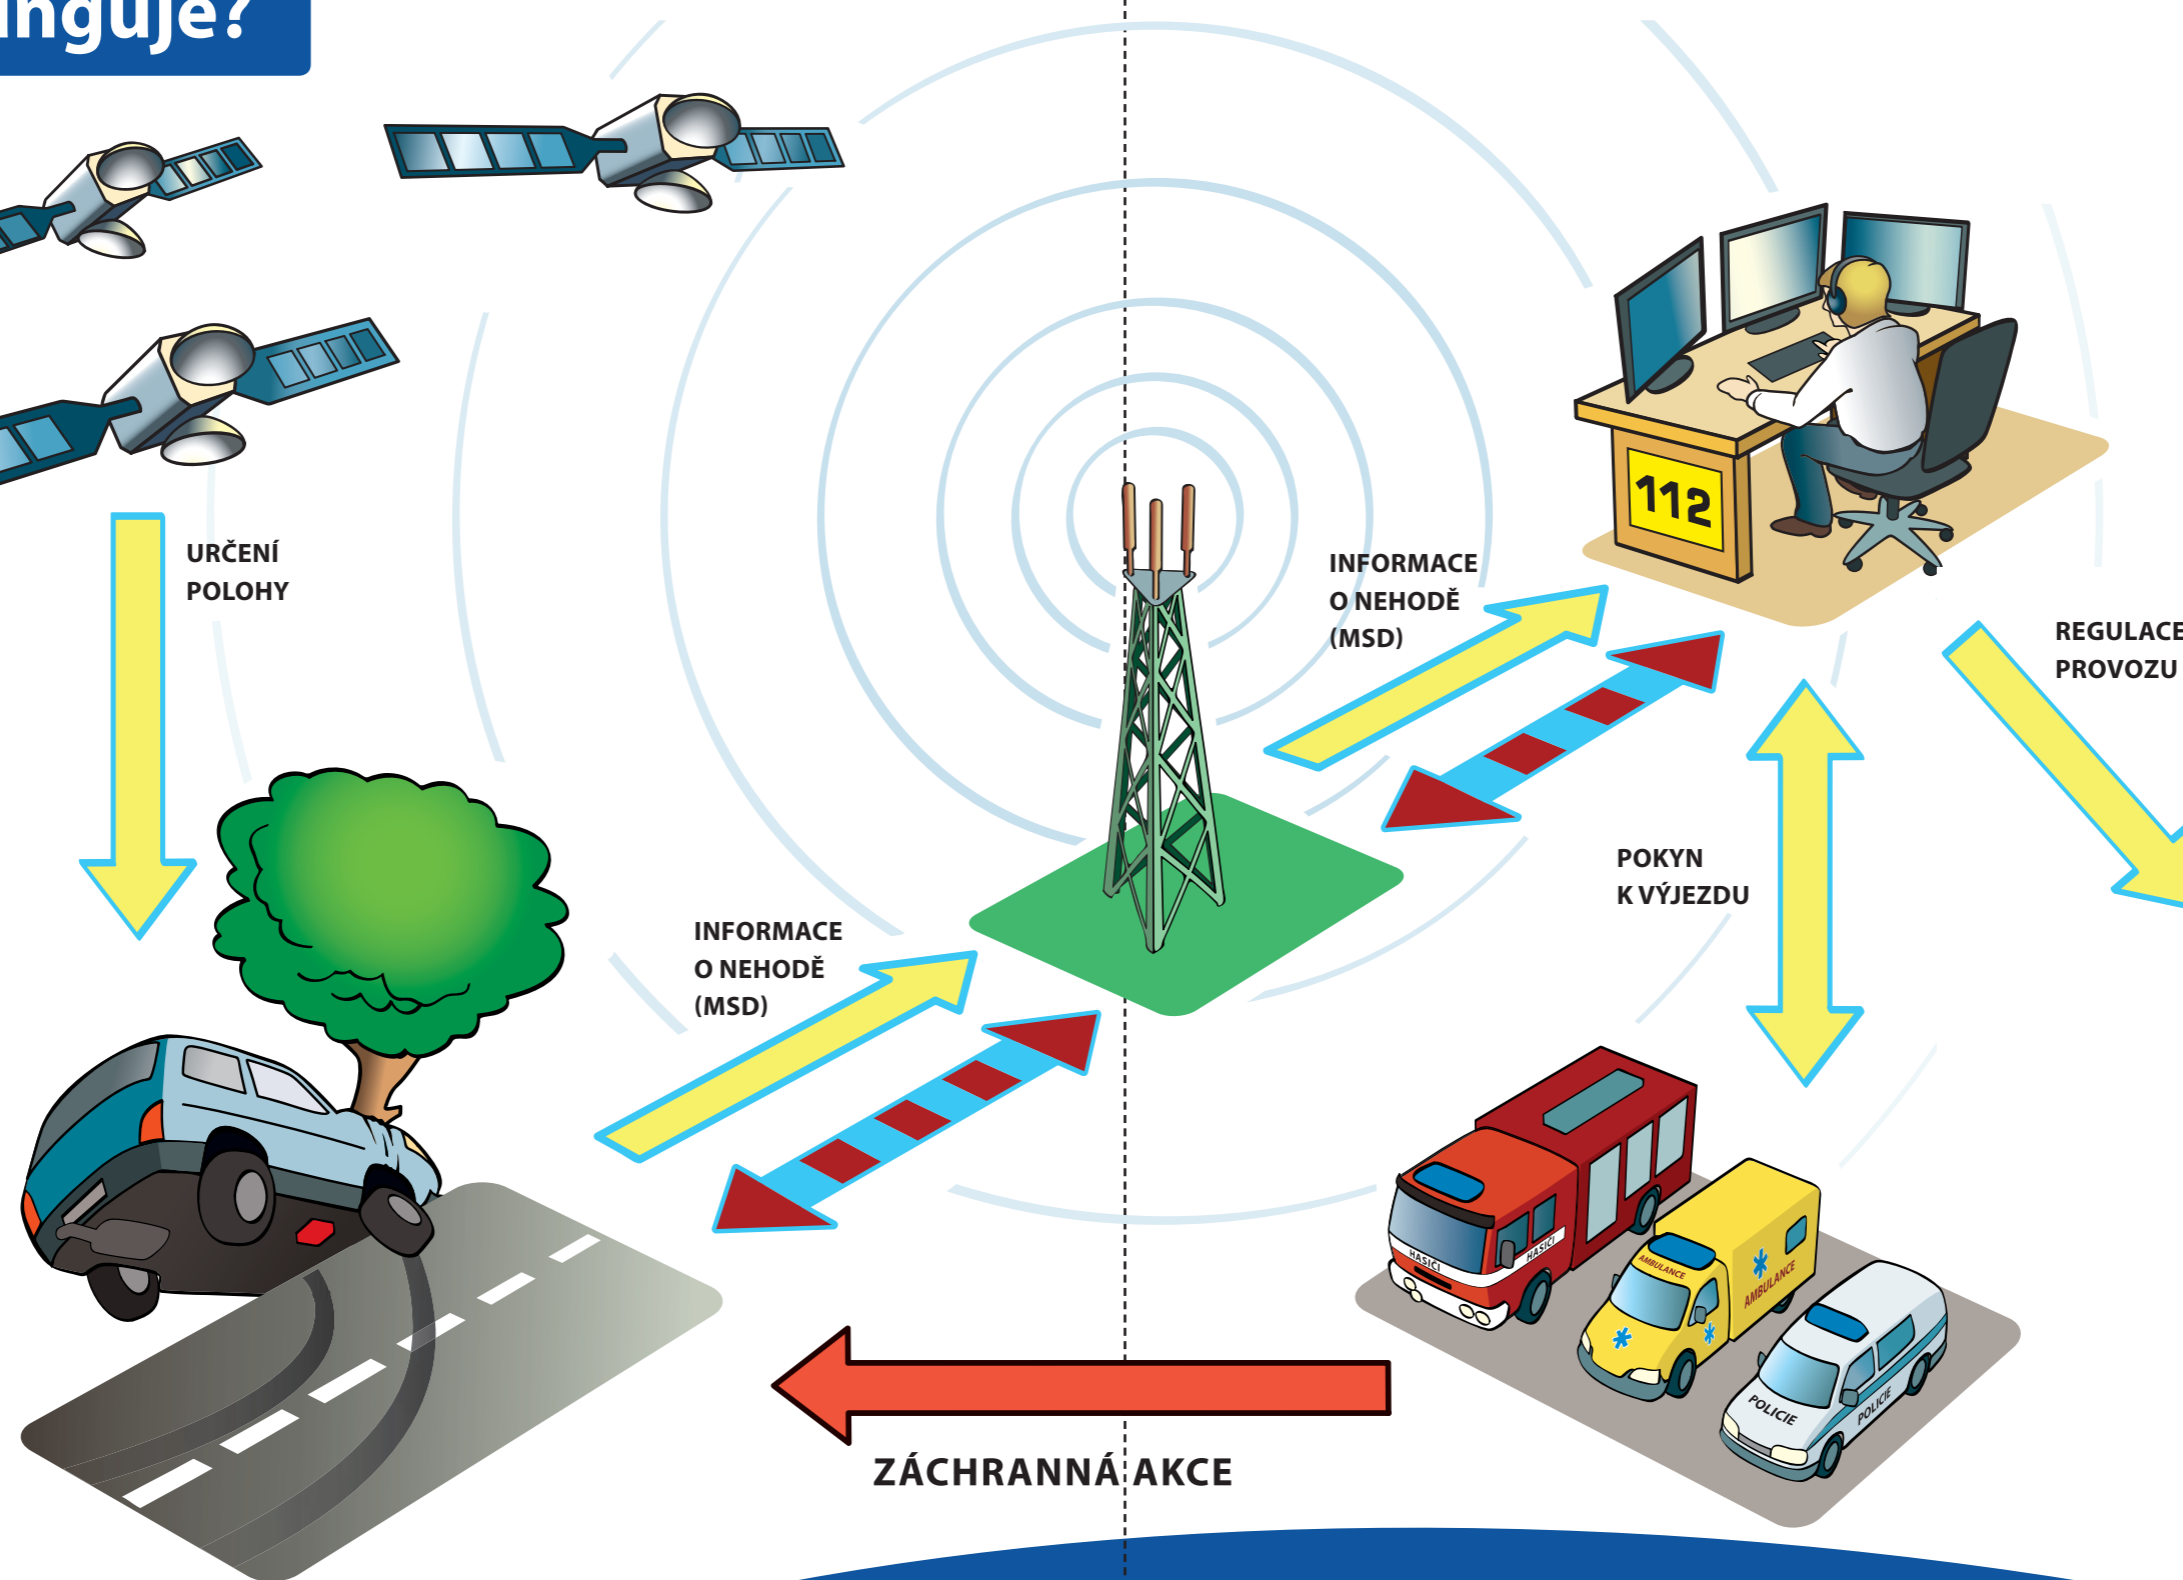 nguje?
URČENÍ
POLOHY
INFORMACE
O NEHODĚ
(MSD)
112
REGULACE
PROVOZU
INFORMACE
O NEHODĚ
(MSD)
POKYN
K VÝJEZDU
HASIČI
HASIČI
AMBULANCE
AMBULANCE
POLICIE
POLICIE
ZÁCHRANNÁ AKCE